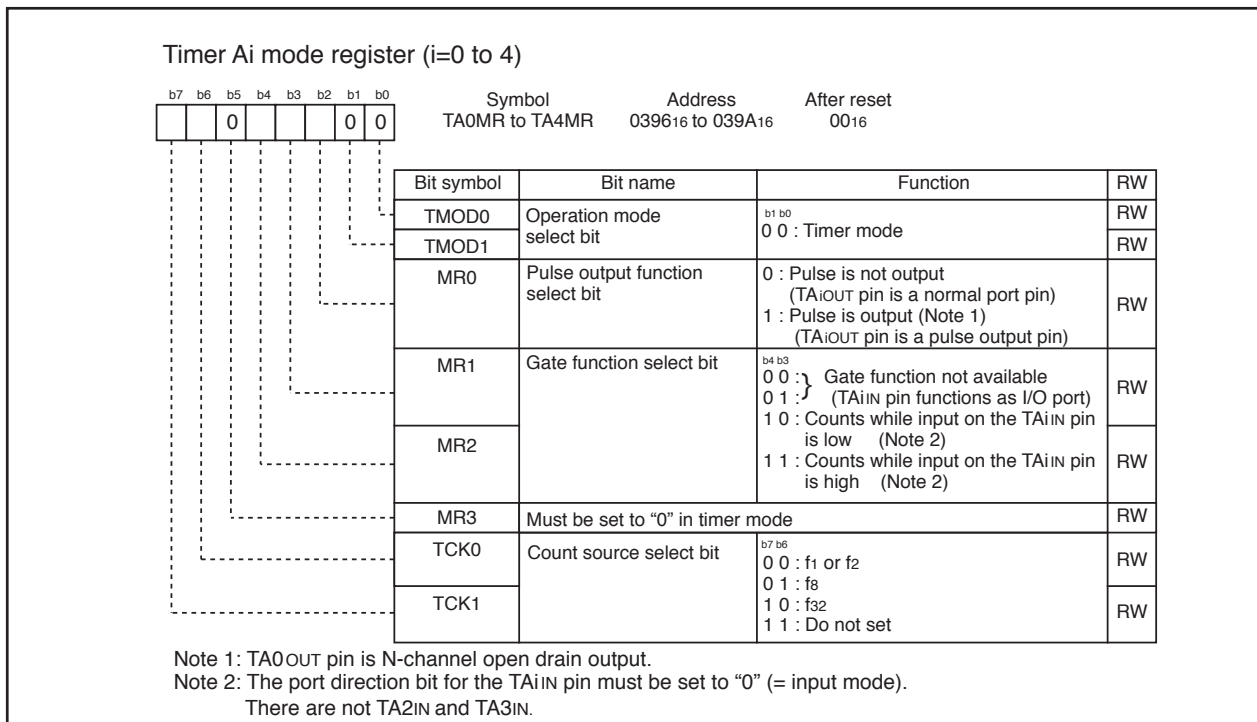 Timer Ai mode register (i=0 to 4)
b7 b6 b5 b4 b3 b2 b1 b0
0 0 0
Symbol Address After reset
TA0MR to TA4MR 039616 to 039A16 0016
Bit symbol Bit name Function RW
TMOD0 Operation mode select bit b1 b0 RW
TMOD1 0 0 : Timer mode RW
MR0 Pulse output function select bit 0 : Pulse is not output RW
(TAiOUT pin is a normal port pin)
1 : Pulse is output (Note 1)
(TAiOUT pin is a pulse output pin)
MR1 Gate function select bit b4 b3 RW
0 0 : } Gate function not available
0 1 : (TAiIN pin functions as I/O port)
1 0 : Counts while input on the TAiIN pin
is low (Note 2)
MR2 1 1 : Counts while input on the TAiIN pin RW
is high (Note 2)
MR3 Must be set to “0” in timer mode RW
TCK0 Count source select bit b7 b6 RW
0 0 : f1 or f2
0 1 : f8
TCK1 1 0 : f32 RW
1 1 : Do not set
Note 1: TA0OUT pin is N-channel open drain output.
Note 2: The port direction bit for the TAiIN pin must be set to “0” (= input mode).
There are not TA2IN and TA3IN.